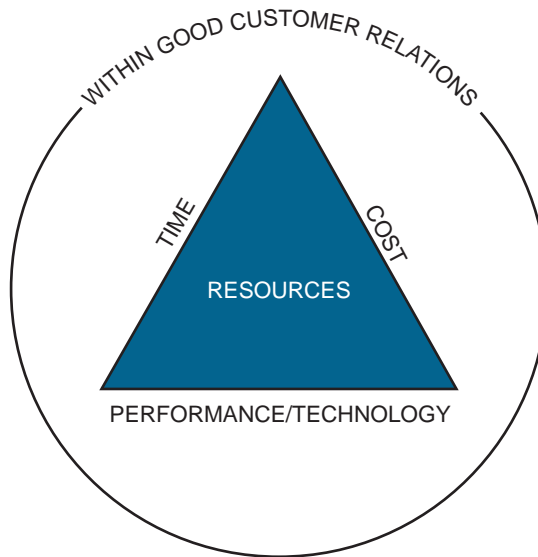 WITHIN GOOD CUSTOMER RELATIONS
TIME
COST
RESOURCES
PERFORMANCE/TECHNOLOGY